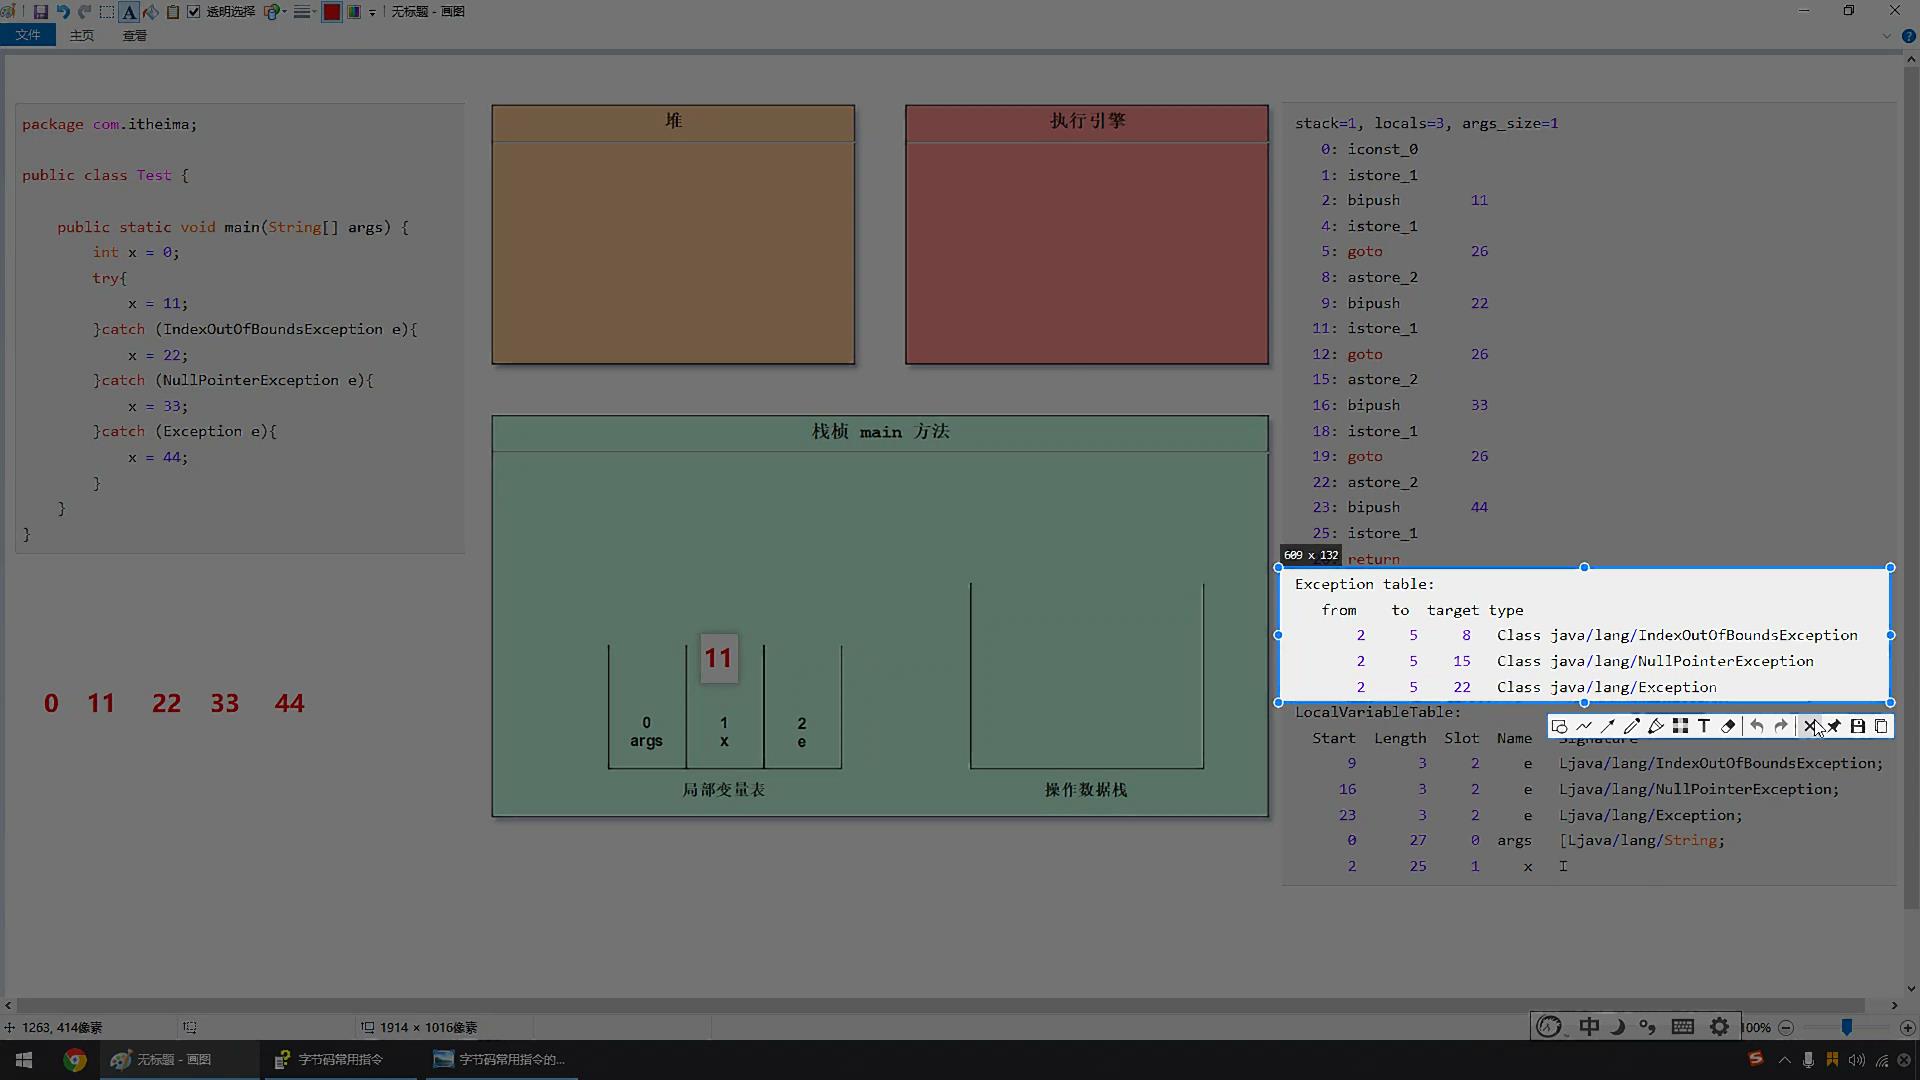 透明选择
无标题 - 画图
文件
主页
查看
package com.itheima;
public class Test {
public static void main(String[] args) {
int x = 0;
try{
x = 11;
}catch (IndexOutOfBoundsException e){
x = 22;
}catch (NullPointerException e){
x = 33;
}catch (Exception e){
x = 44;
}
}
}
0 11 22 33 44
堆
执行引擎
栈桢 main 方法
11
0 1 2
args x e
局部变量表
操作数据栈
stack=1, locals=3, args_size=1
0: iconst_0
1: istore_1
2: bipush 11
4: istore_1
5: goto 26
8: astore_2
9: bipush 22
11: istore_1
12: goto 26
15: astore_2
16: bipush 33
18: istore_1
19: goto 26
22: astore_2
23: bipush 44
25: istore_1
609 x 132
return
Exception table:
from to target type
2 5 8 Class java/lang/IndexOutOfBoundsException
2 5 15 Class java/lang/NullPointerException
2 5 22 Class java/lang/Exception
LocalVariableTable:
Start Length Slot Name Signature
9 3 2 e Ljava/lang/IndexOutOfBoundsException;
16 3 2 e Ljava/lang/NullPointerException;
23 3 2 e Ljava/lang/Exception;
0 27 0 args [Ljava/lang/String;
2 25 1 x I
1263, 414像素
1914 × 1016像素
中
100%
无标题 - 画图
字节码常用指令
字节码常用指令的...